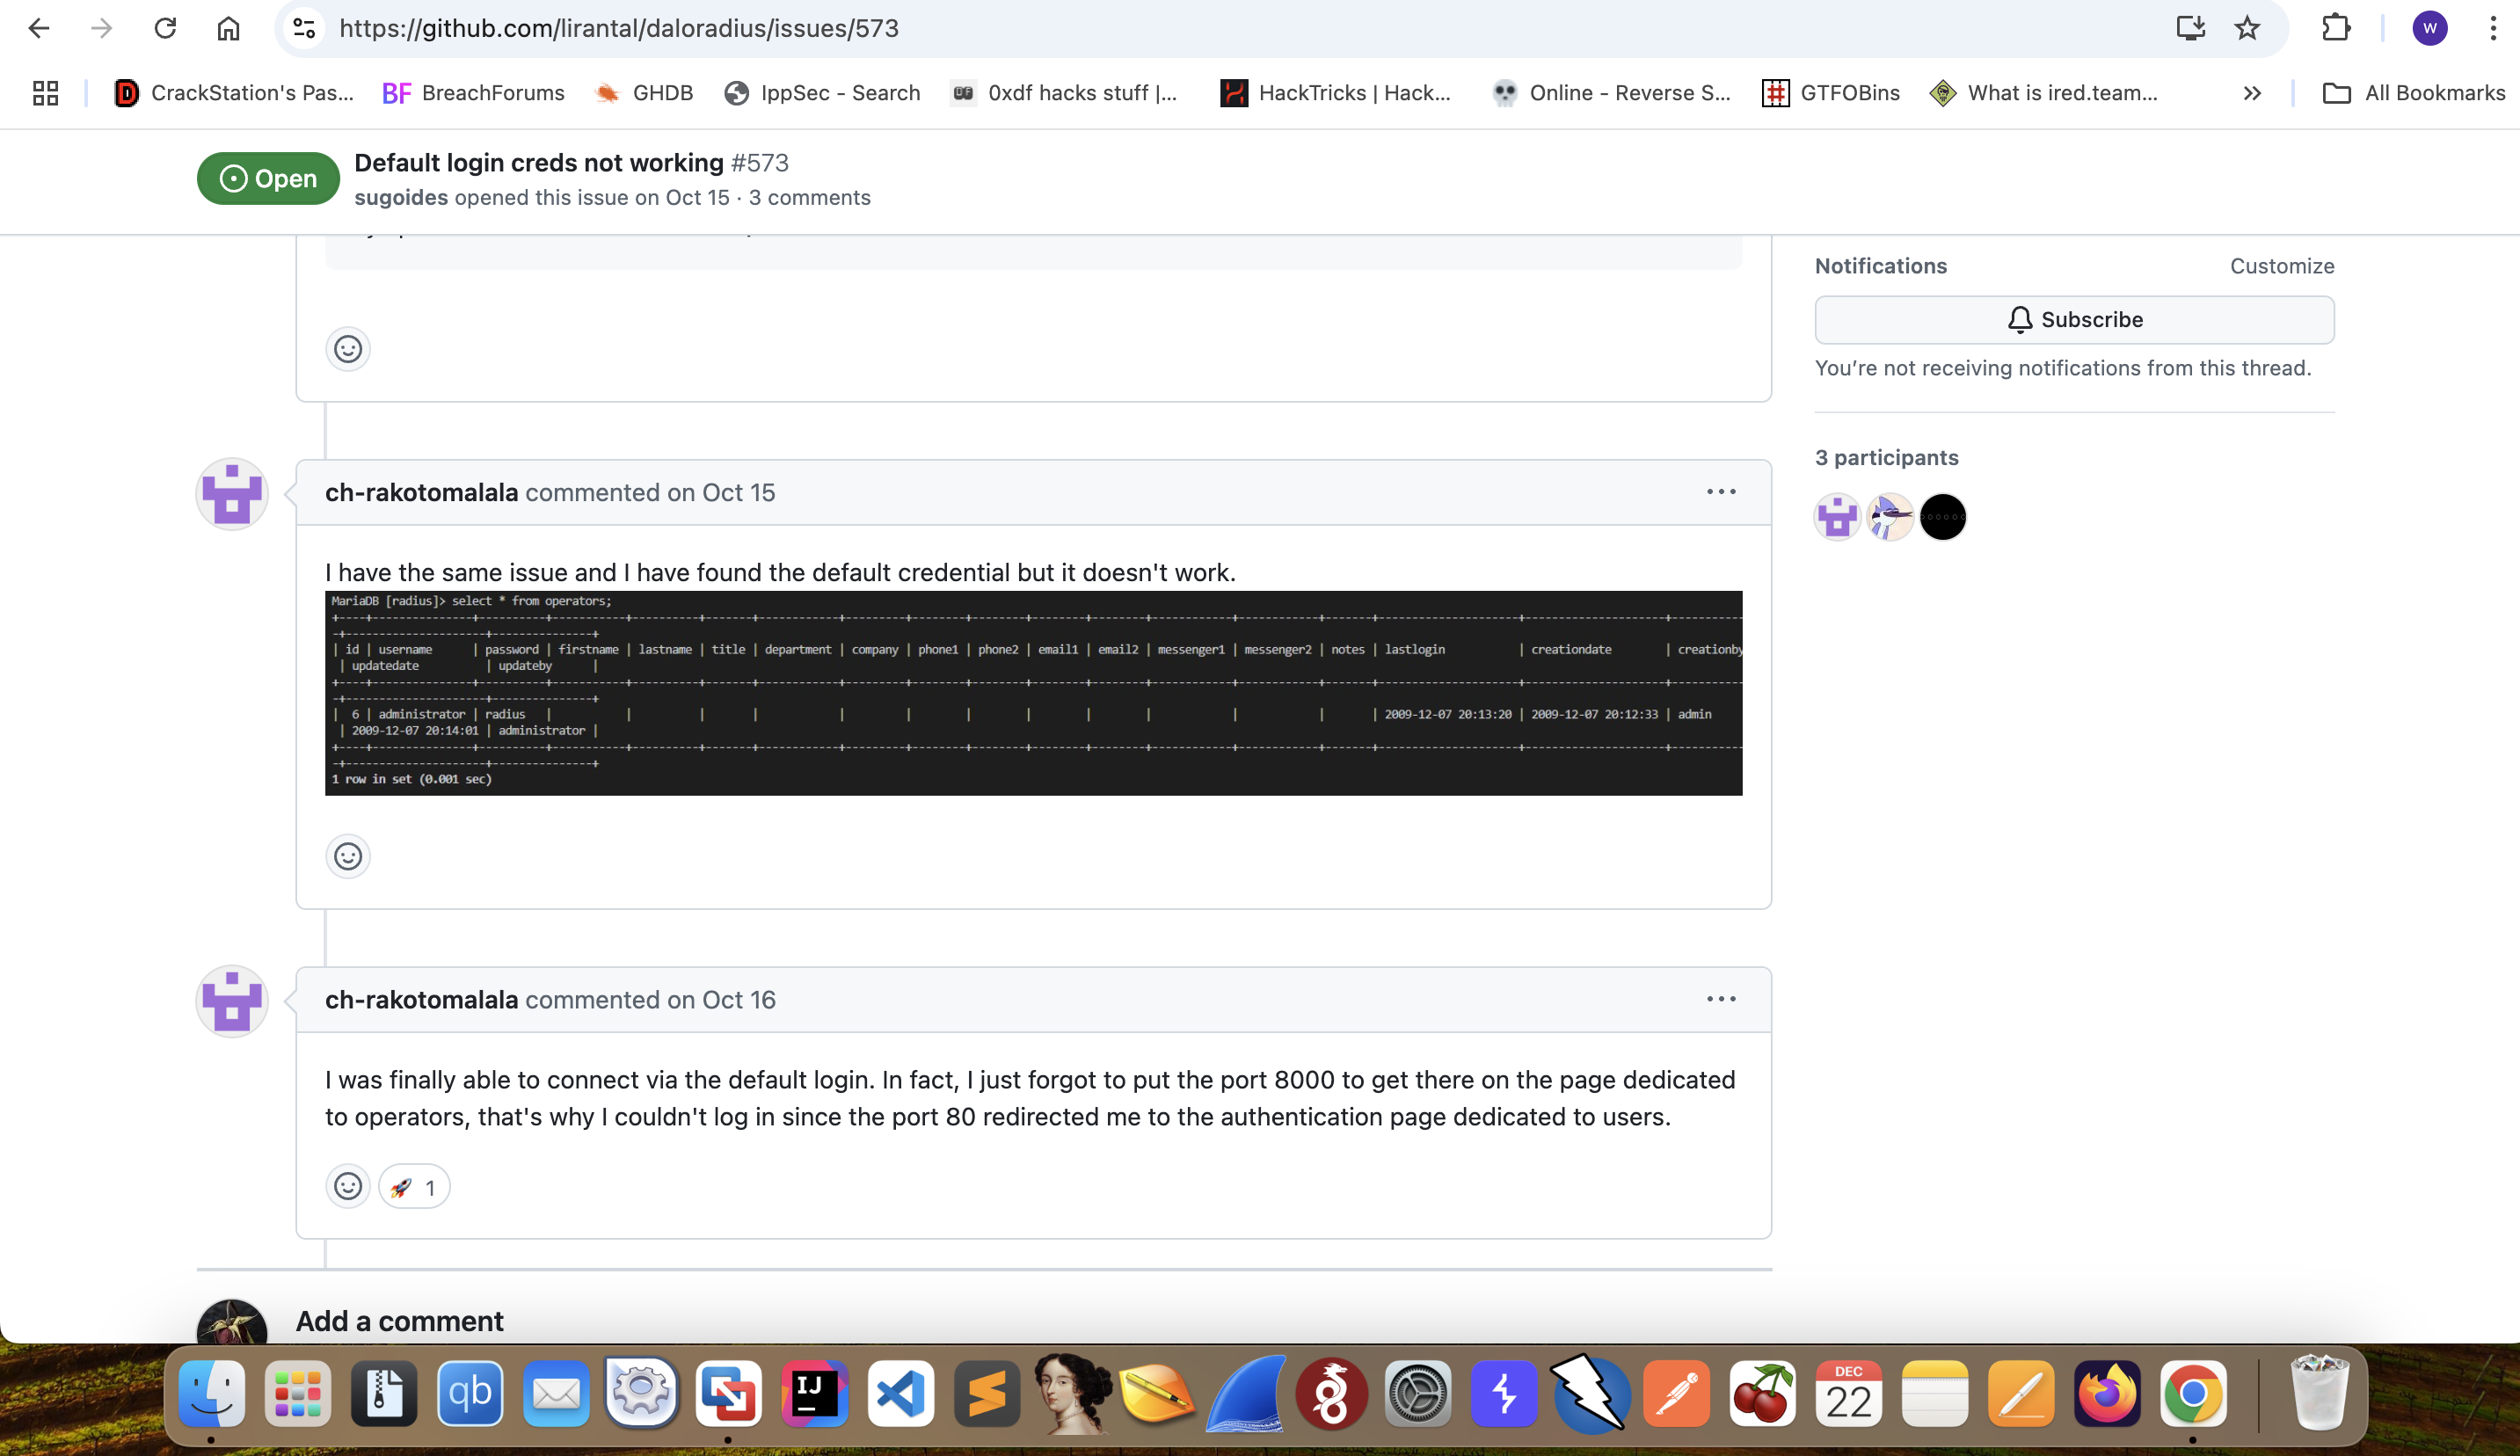 https://github.com/lirantal/daloradius/issues/573
W
CrackStation's Pas...
BF BreachForums
GHDB
IppSec - Search
0xdf hacks stuff |...
HackTricks | Hack...
Online - Reverse S...
GTFOBins
What is ired.team...
All Bookmarks
Open
Default login creds not working #573
sugoides opened this issue on Oct 15 · 3 comments
Notifications
Customize
Subscribe
You’re not receiving notifications from this thread.
3 participants
ch-rakotomalala commented on Oct 15
I have the same issue and I have found the default credential but it doesn't work.
MariaDB [radius]> select * from operators;
| id | username | password | firstname | lastname | title | department | company | phone1 | phone2 | email1 | email2 | messenger1 | messenger2 | notes | lastlogin | creationdate | creationby
| updatedate | updateby |
| 6 | administrator | radius | | | | | | | | | | | | | 2009-12-07 20:13:20 | 2009-12-07 20:12:33 | admin
| 2009-12-07 20:14:01 | administrator |
1 row in set (0.001 sec)
ch-rakotomalala commented on Oct 16
I was finally able to connect via the default login. In fact, I just forgot to put the port 8000 to get there on the page dedicated
to operators, that's why I couldn't log in since the port 80 redirected me to the authentication page dedicated to users.
1
Add a comment
qb
IJ
DEC
22